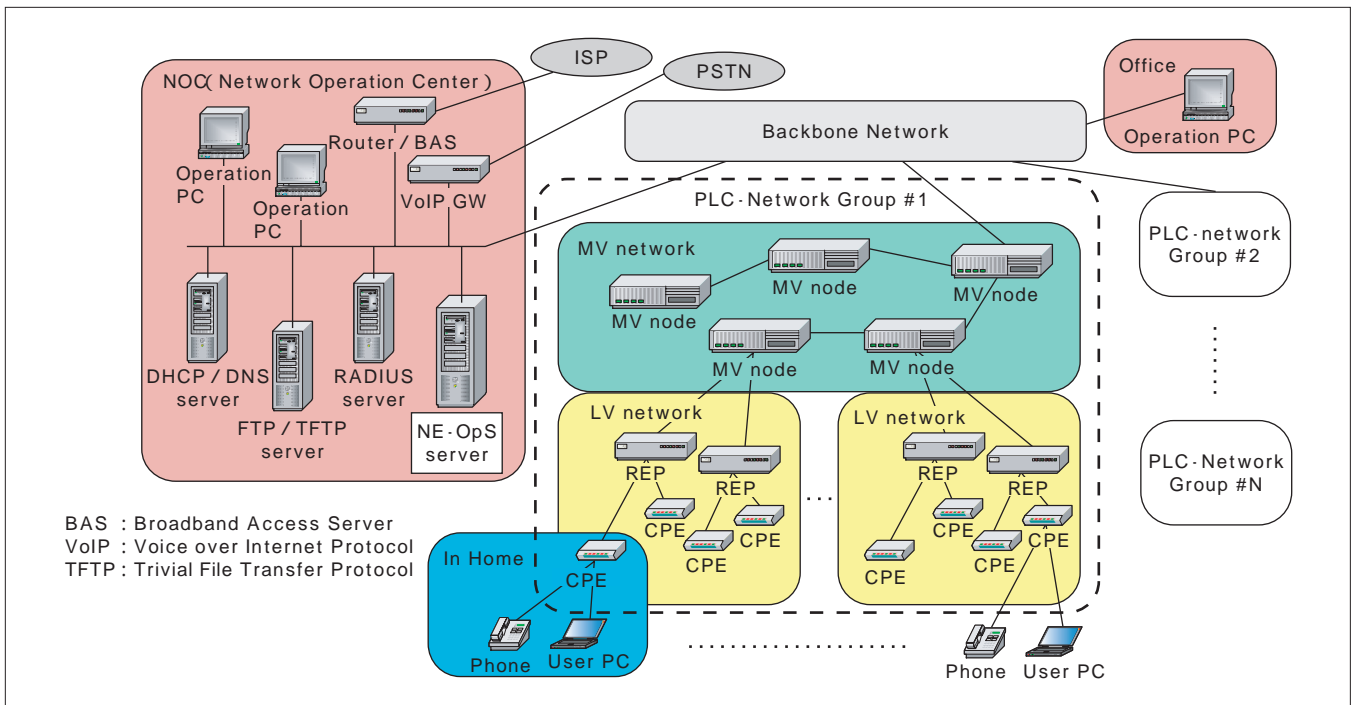 ISP
PSTN
NOC( Network Operation Center )
Operation
PC
Operation
PC
Router / BAS
VoIP GW
DHCP / DNS
server
FTP / TFTP
server
RADIUS
server
NE-OpS
server
Backbone Network
Office
Operation PC
PLC-Network Group #1
MV network
MV node
MV node
MV node
MV node
MV node
LV network
REP
REP
CPE
CPE
CPE
...
LV network
REP
REP
CPE
CPE
CPE
CPE
PLC-network
Group #2
PLC-Network
Group #N
In Home
CPE
Phone
User PC
Phone
User PC
BAS : Broadband Access Server
VoIP : Voice over Internet Protocol
TFTP : Trivial File Transfer Protocol